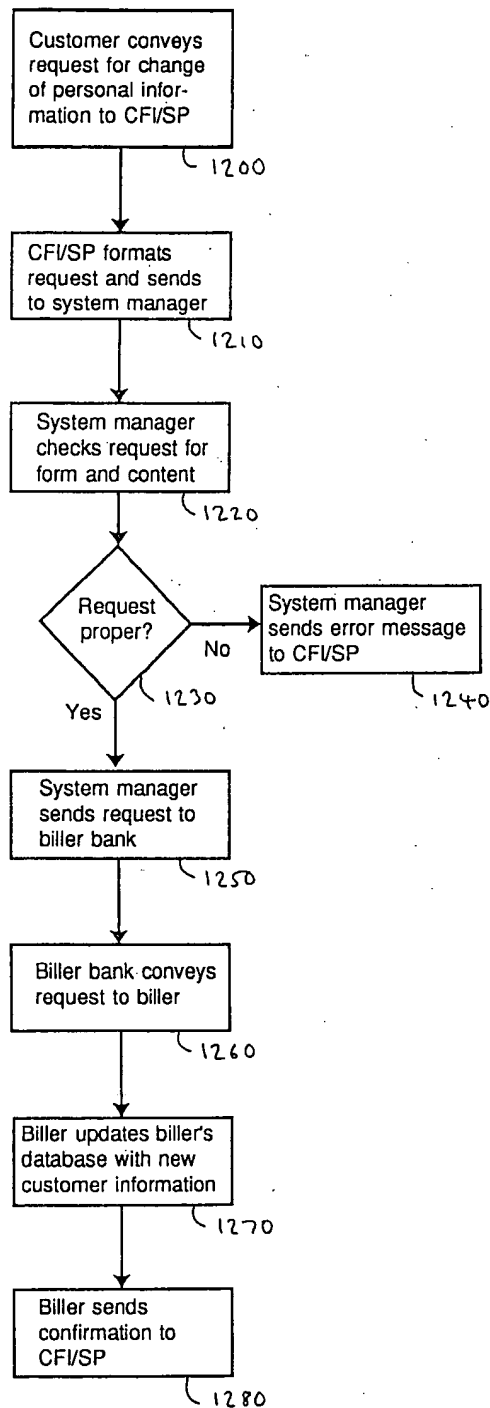 Customer conveys
request for change
of personal infor-
mation to CFI/SP
1200
CFI/SP formats
request and sends
to system manager
1210
System manager
checks request for
form and content
1220
Request
proper?
1230
No
System manager
sends error message
to CFI/SP
1240
Yes
System manager
sends request to
biller bank
1250
Biller bank conveys
request to biller
1260
Biller updates biller's
database with new
customer information
1270
Biller sends
confirmation to
CFI/SP
1280